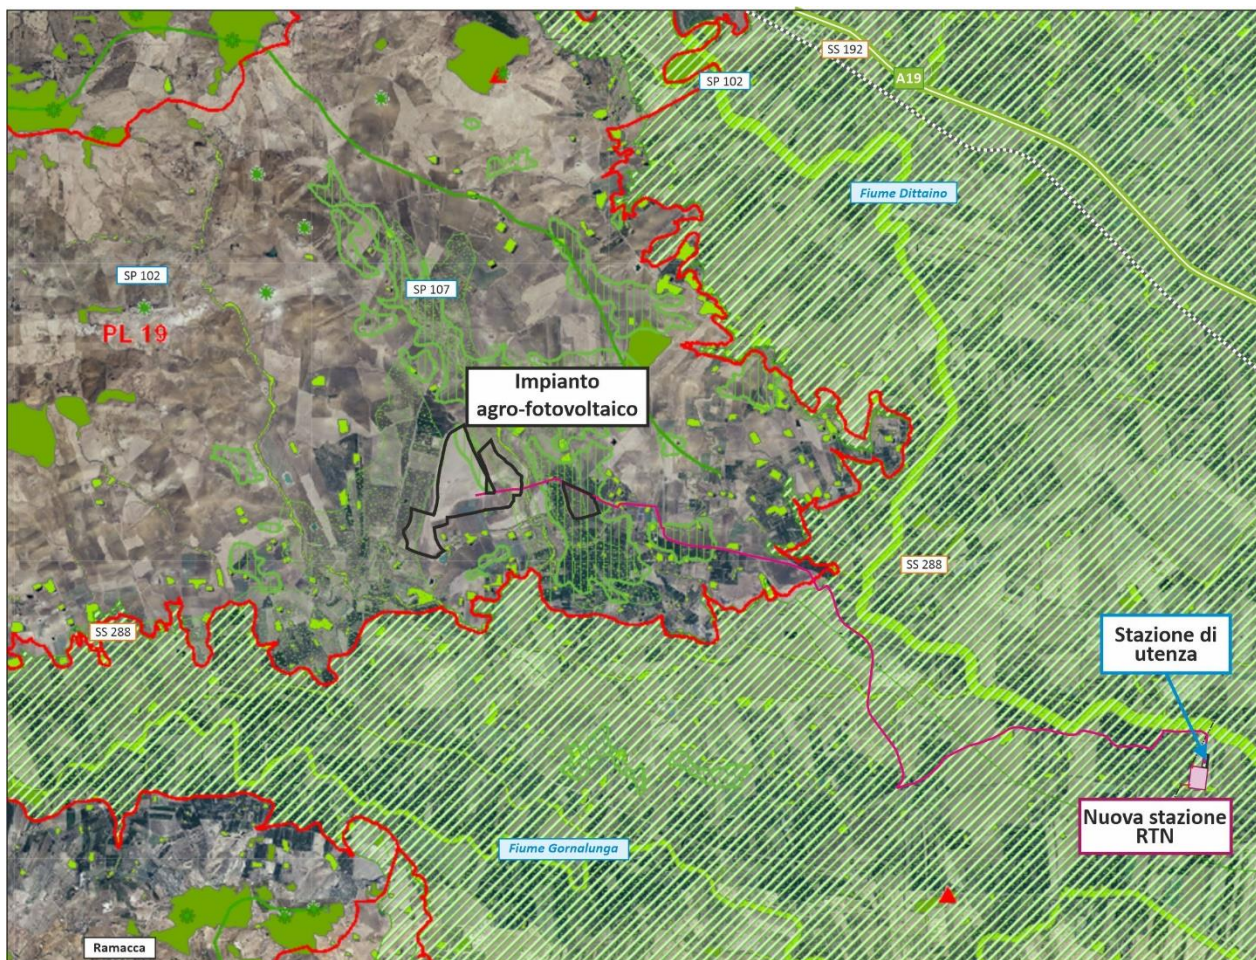 SS 192
A19
SP 102
Fiume Dittaino
SP 102
SP 107
PL 19
Impianto
agro-fotovoltaico
SS 288
SS 288
Stazione di
utenza
Nuova stazione
RTN
Fiume Gornalunga
Ramacca